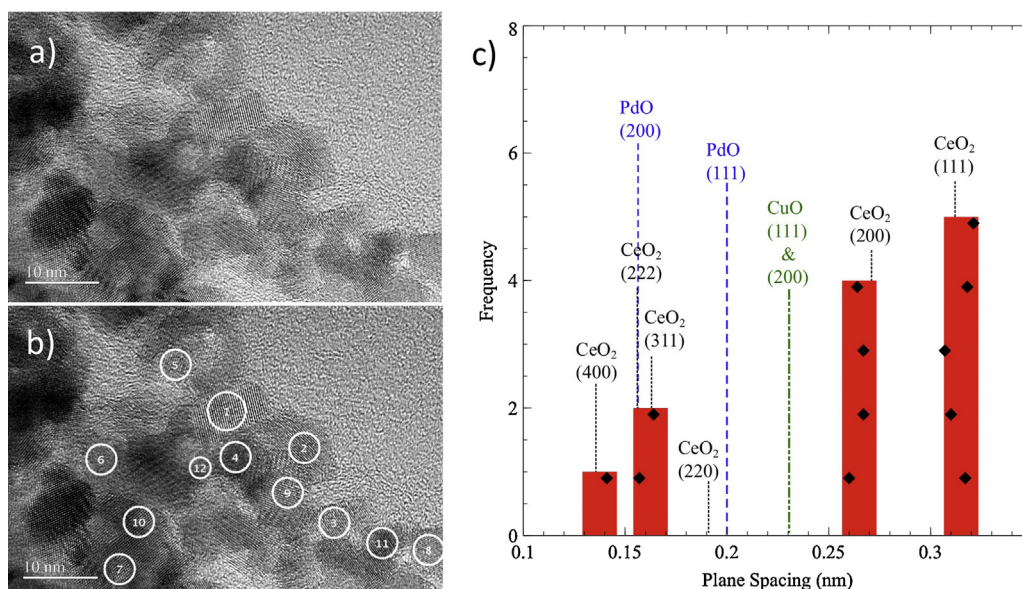 a)
10 nm
b)
5
1
2
6
12
4
9
10
3
11
8
7
10 nm
c)
8
6
4
2
0
Frequency
PdO
(200)
PdO
(111)
CeO₂
(111)
CuO
(111)
&
(200)
CeO₂
(200)
CeO₂
(222)
CeO₂
(311)
CeO₂
(400)
CeO₂
(220)
0.1
0.15
0.2
0.25
0.3
Plane Spacing (nm)